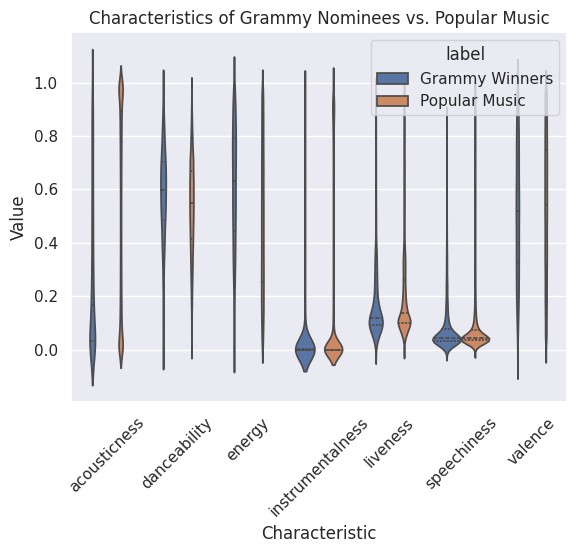 Characteristics of Grammy Nominees vs. Popular Music
label
Grammy Winners
Popular Music
Value
1.0
0.8
0.6
0.4
0.2
0.0
acousticness
danceability
energy
instrumentalness
liveness
speechiness
valence
Characteristic